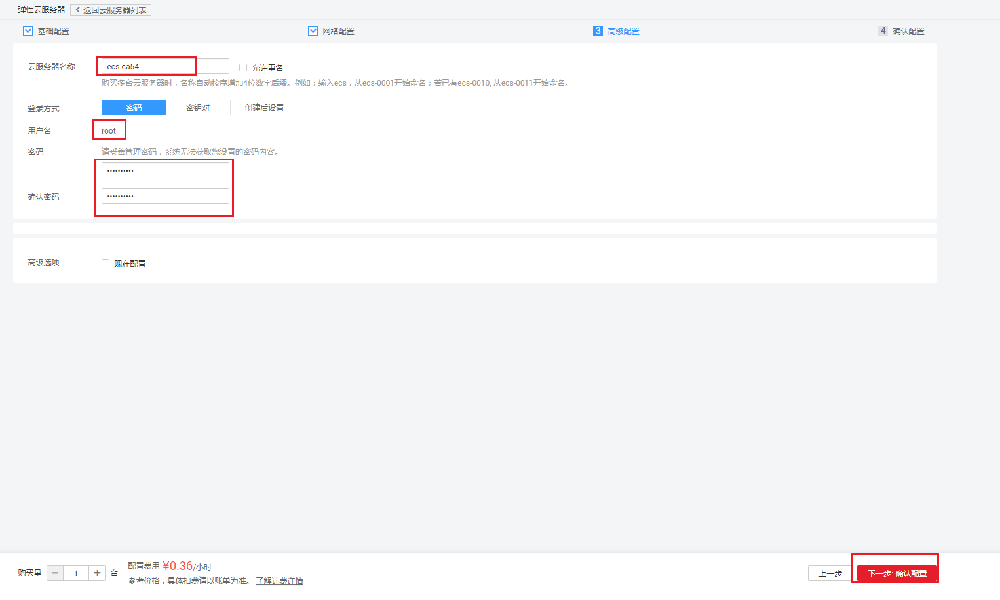 弹性云服务器 返回云服务器列表
基础配置 网络配置 3 高级配置 4 确认配置
云服务器名称 ecs-ca54 允许重名
购买多台云服务器时，名称自动按序增加4位数字后缀。例如：输入ecs，从ecs-0001开始命名；若已有ecs-0010, 从ecs-0011开始命名。
登录方式 密码 密钥对 创建后设置
用户名 root
密码 请妥善管理密码，系统无法获取您设置的密码内容。
••••••••••
确认密码 ••••••••••
高级选项 现在配置
购买量 － 1 + 台 配置费用 ¥0.36/小时
参考价格，具体扣费请以账单为准。 了解计费详情
上一步 下一步: 确认配置